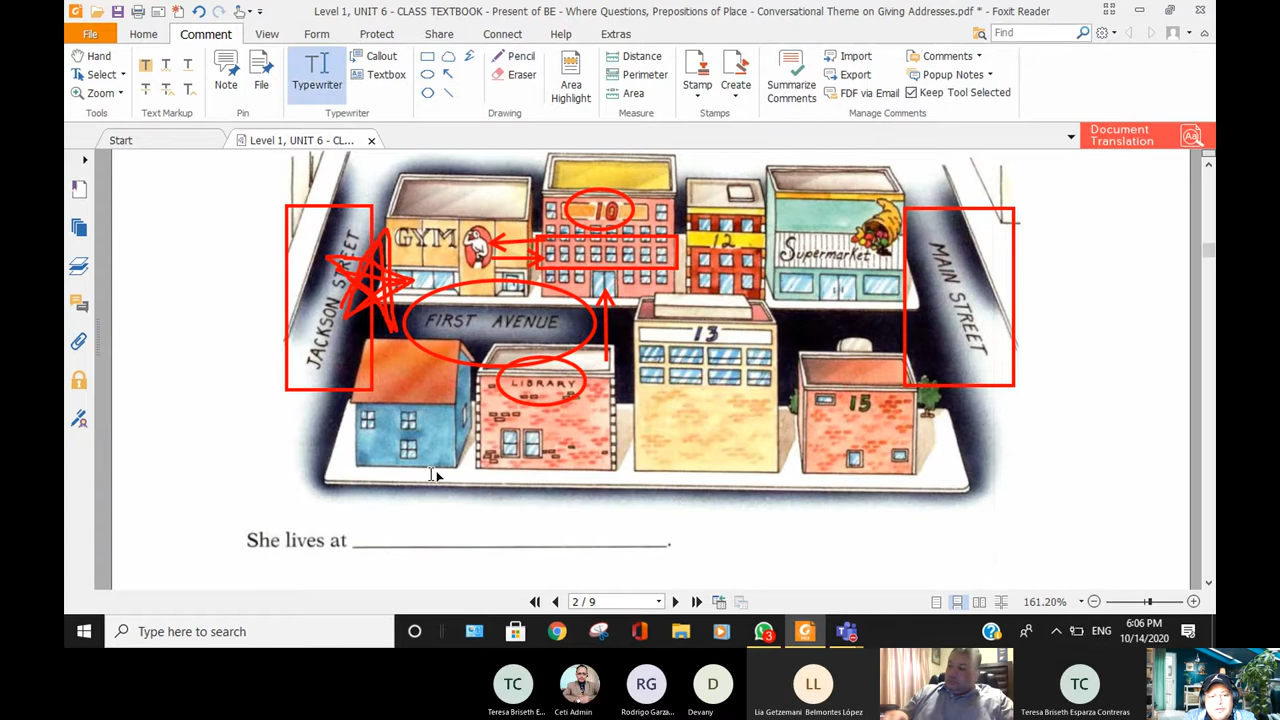 Level 1, UNIT 6 - CLASS TEXTBOOK - Present of BE - Where Questions, Prepositions of Place - Conversational Theme on Giving Addresses.pdf * - Foxit Reader
File Home Comment View Form Protect Share Connect Help Extras Find
Hand Select Zoom Tools
Text Markup
Note File Pin
Typewriter Callout Textbox Typewriter
Pencil Eraser Area Highlight Drawing
Distance Perimeter Area Measure
Stamp Create Stamps
Summarize Comments Import Export FDF via Email Comments Popup Notes Keep Tool Selected Manage Comments
Start Level 1, UNIT 6 - CL... Document Translation
GYM 10 12 Supermarket
JACKSON STREET FIRST AVENUE MAIN STREET
LIBRARY 13 15
She lives at ______________________________.
2 / 9 161.20%
Type here to search 3 ENG 6:06 PM 10/14/2020
TC RG D LL TC
Teresa Briseth E... Ceti Admin Rodrigo Garza... Devany Lia Getzemani Belmontes López Teresa Briseth Esparza Contreras